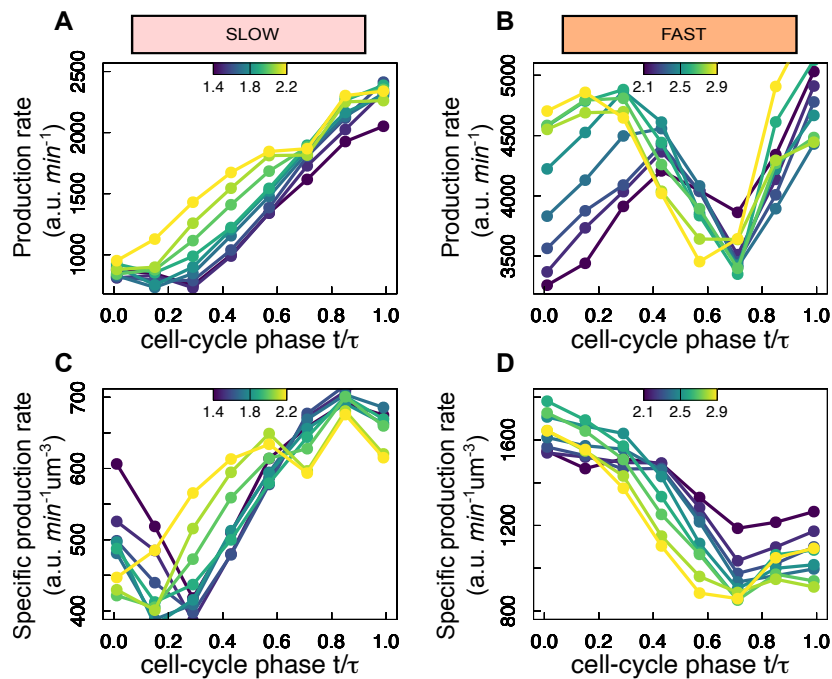 A
SLOW
1.4 1.8 2.2
2500
2000
1500
1000
Production rate
(a.u. min⁻¹)
0.0 0.2 0.4 0.6 0.8 1.0
cell-cycle phase t/τ
B
FAST
2.1 2.5 2.9
5000
4500
4000
3500
Production rate
(a.u. min⁻¹)
0.0 0.2 0.4 0.6 0.8 1.0
cell-cycle phase t/τ
C
1.4 1.8 2.2
700
600
500
400
Specific production rate
(a.u. min⁻¹um⁻³)
0.0 0.2 0.4 0.6 0.8 1.0
cell-cycle phase t/τ
D
2.1 2.5 2.9
1600
1200
800
Specific production rate
(a.u. min⁻¹um⁻³)
0.0 0.2 0.4 0.6 0.8 1.0
cell-cycle phase t/τ